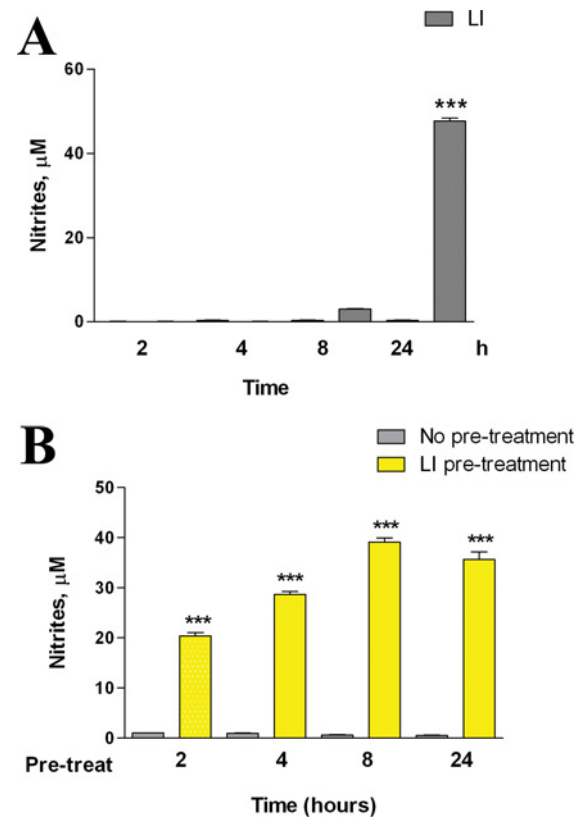 A
LI
60
40
20
0
Nitrites, µM
***
2 4 8 24 h
Time
B
No pre-treatment
LI pre-treatment
50
40
30
20
10
0
Nitrites, µM
*** *** *** ***
Pre-treat 2 4 8 24
Time (hours)